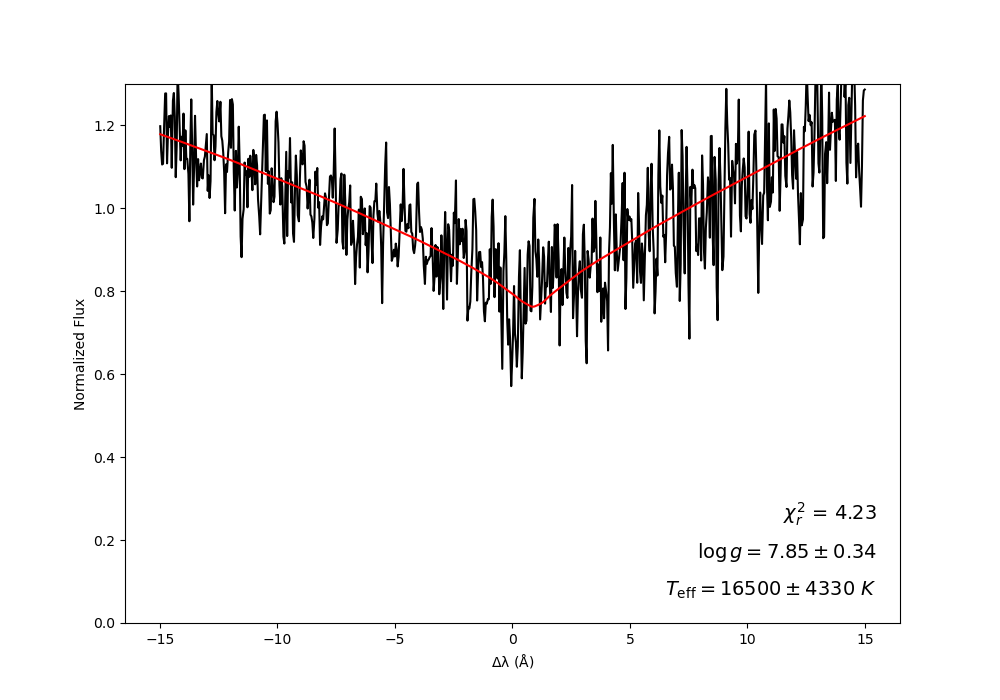 1.2
1.0
0.8
0.6
0.4
0.2
0.0
Normalized Flux
χ²ᵣ = 4.23
log g = 7.85 ± 0.34
T_eff = 16500 ± 4330 K
−15 −10 −5 0 5 10 15
Δλ (Å)